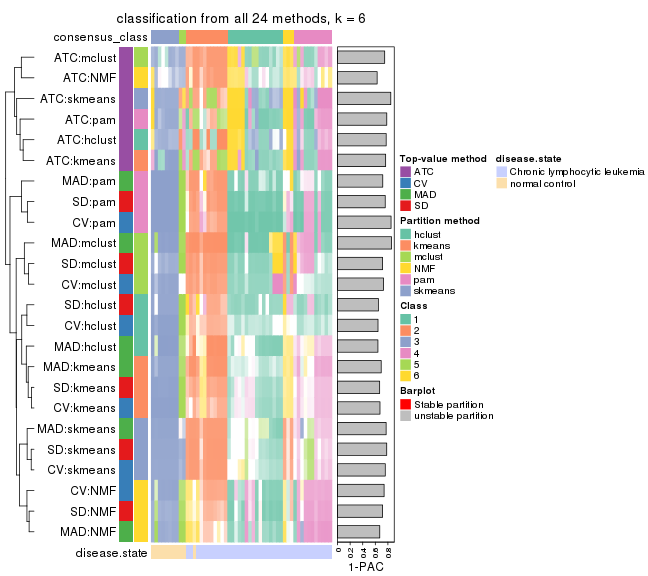 classification from all 24 methods, k = 6
consensus_class
ATC:mclust
ATC:NMF
ATC:skmeans
ATC:pam
ATC:hclust
ATC:kmeans
MAD:pam
SD:pam
CV:pam
MAD:mclust
SD:mclust
CV:mclust
SD:hclust
CV:hclust
MAD:hclust
MAD:kmeans
SD:kmeans
CV:kmeans
MAD:skmeans
SD:skmeans
CV:skmeans
CV:NMF
SD:NMF
MAD:NMF
disease.state
0
0.2
0.4
0.6
0.8
1-PAC
Top-value method
ATC
CV
MAD
SD
Partition method
hclust
kmeans
mclust
NMF
pam
skmeans
Class
1
2
3
4
5
6
Barplot
Stable partition
unstable partition
disease.state
Chronic lymphocytic leukemia
normal control